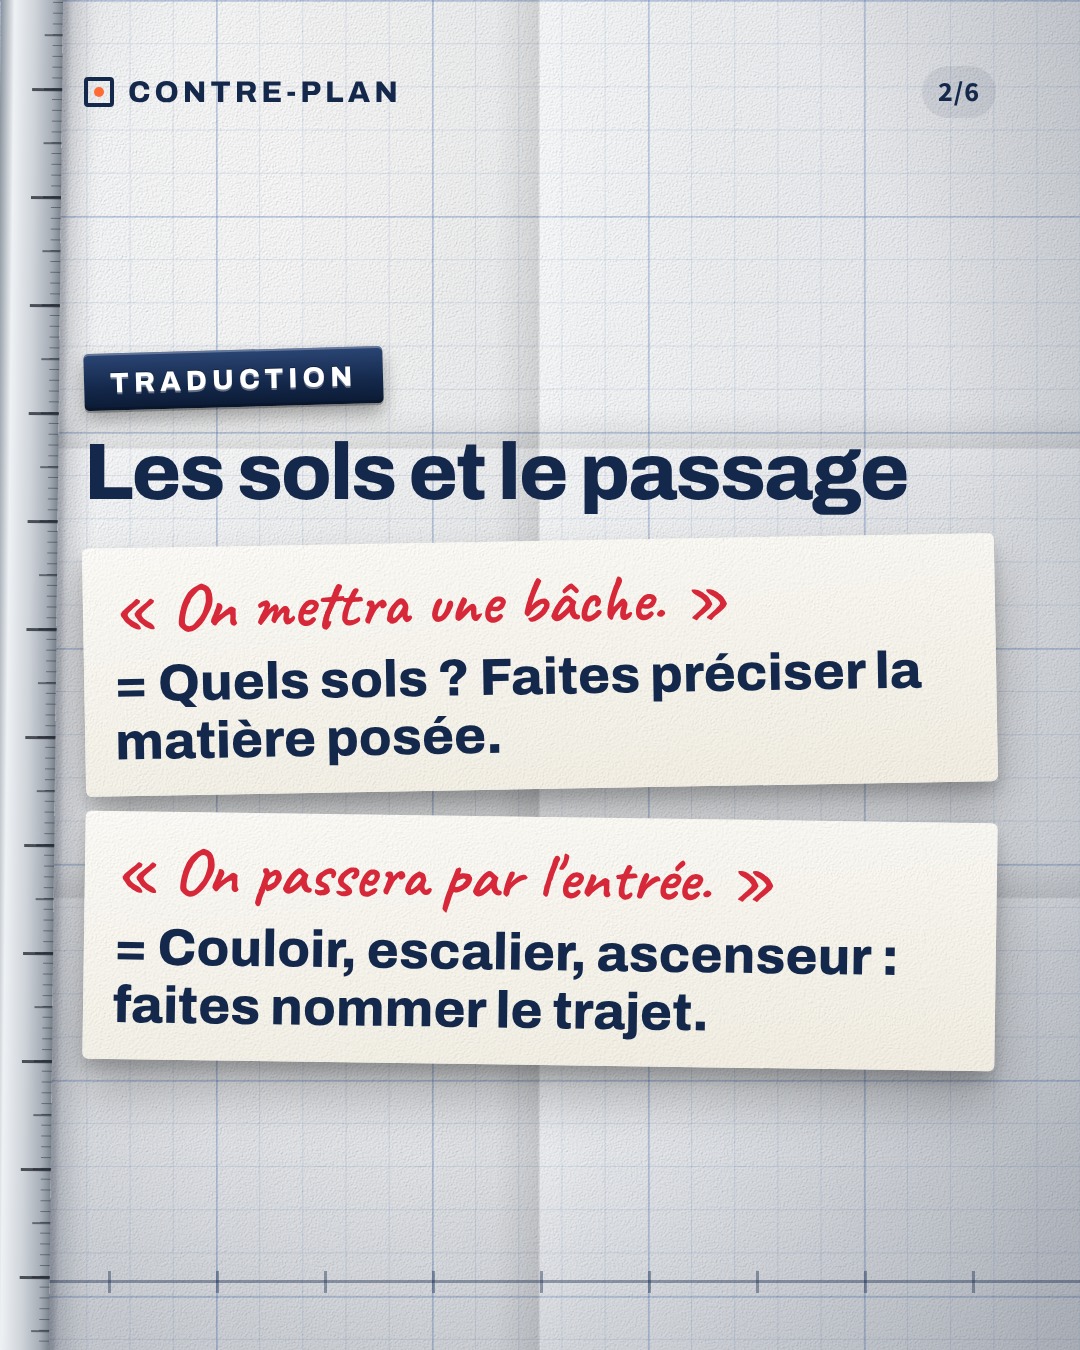 CONTRE-PLAN
2/6
TRADUCTION
Les sols et le passage
« On mettra une bâche. »
= Quels sols ? Faites préciser la
matière posée.
« On passera par l'entrée. »
= Couloir, escalier, ascenseur :
faites nommer le trajet.